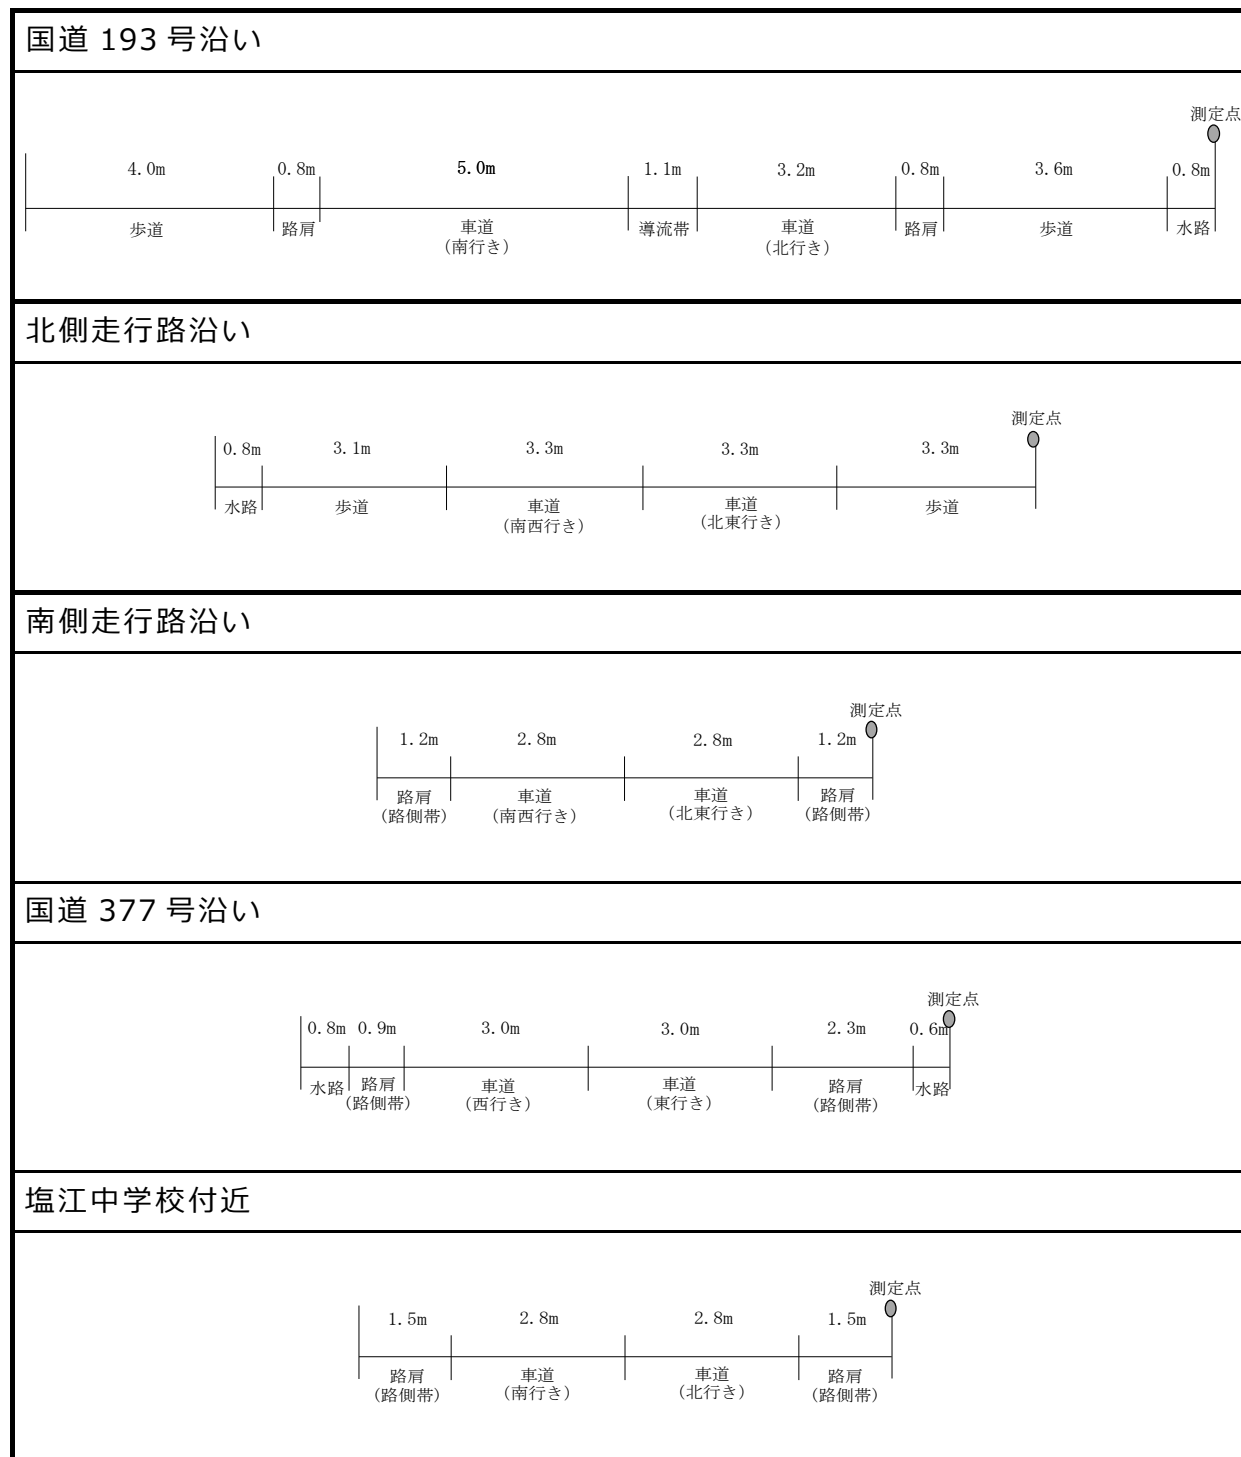 国道 193 号沿い
測定点
4.0m 0.8m 5.0m 1.1m 3.2m 0.8m 3.6m 0.8m
歩道 路肩 車道 導流帯 車道 路肩 歩道 水路
(南行き) (北行き)
北側走行路沿い
測定点
0.8m 3.1m 3.3m 3.3m 3.3m
水路 歩道 車道 車道 歩道
(南西行き) (北東行き)
南側走行路沿い
測定点
1.2m 2.8m 2.8m 1.2m
路肩 車道 車道 路肩
(路側帯) (南西行き) (北東行き) (路側帯)
国道 377 号沿い
測定点
0.8m 0.9m 3.0m 3.0m 2.3m 0.6m
水路 路肩 車道 車道 路肩 水路
(路側帯) (西行き) (東行き) (路側帯)
塩江中学校付近
測定点
1.5m 2.8m 2.8m 1.5m
路肩 車道 車道 路肩
(路側帯) (南行き) (北行き) (路側帯)